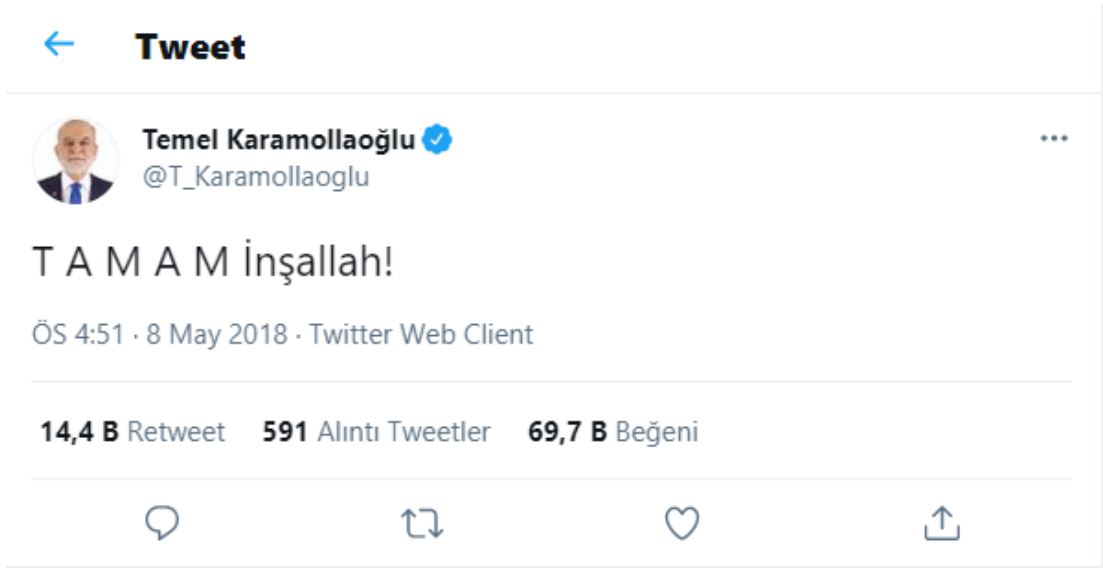 Tweet
Temel Karamollaoğlu
@T_Karamollaoglu
T A M A M İnşallah!
ÖS 4:51 · 8 May 2018 · Twitter Web Client
14,4 B Retweet 591 Alıntı Tweetler 69,7 B Beğeni